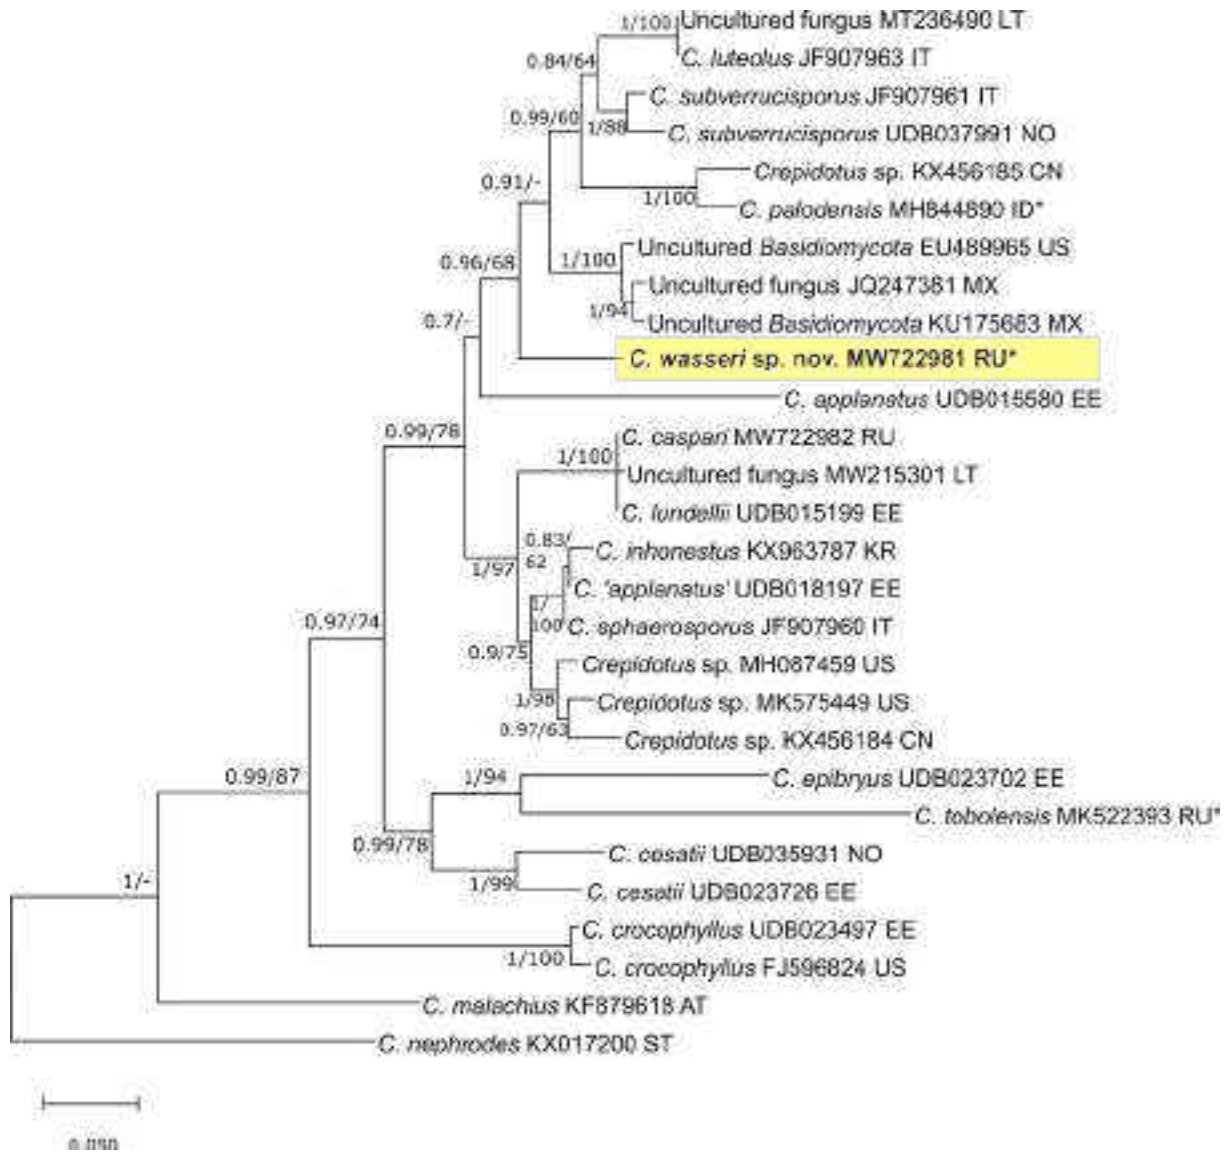 1/100 Uncultured fungus MT236490 LT
C. luteolus JF907963 IT
0.84/64
C. subverrucisporus JF907961 IT
0.99/60
1/88
C. subverrucisporus UDB037991 NO
Crepidotus sp. KX456185 CN
0.91/-
1/100
C. palodensis MH844890 ID*
Uncultured Basidiomycota EU489965 US
0.96/68
1/100
Uncultured fungus JQ247381 MX
1/94
0.7/-
Uncultured Basidiomycota KU175683 MX
C. wasseri sp. nov. MW722981 RU*
C. applanatus UDB015580 EE
0.99/78
C. caspari MW722982 RU
1/100
Uncultured fungus MW215301 LT
C. lundellii UDB015199 EE
0.83/
62
C. inhonestus KX963787 KR
1/97
C. 'applanatus' UDB018197 EE
1/
100
C. sphaerosporus JF907960 IT
0.97/74
0.9/75
Crepidotus sp. MH087459 US
1/98
Crepidotus sp. MK575449 US
0.97/63
Crepidotus sp. KX456184 CN
0.99/87
1/94
C. epibryus UDB023702 EE
C. tobolensis MK522393 RU*
0.99/78
C. cesatii UDB035931 NO
1/-
1/99
C. cesatii UDB023726 EE
C. crocophyllus UDB023497 EE
1/100
C. crocophyllus FJ596824 US
C. malachius KF879618 AT
C. nephrodes KX017200 ST
0.050